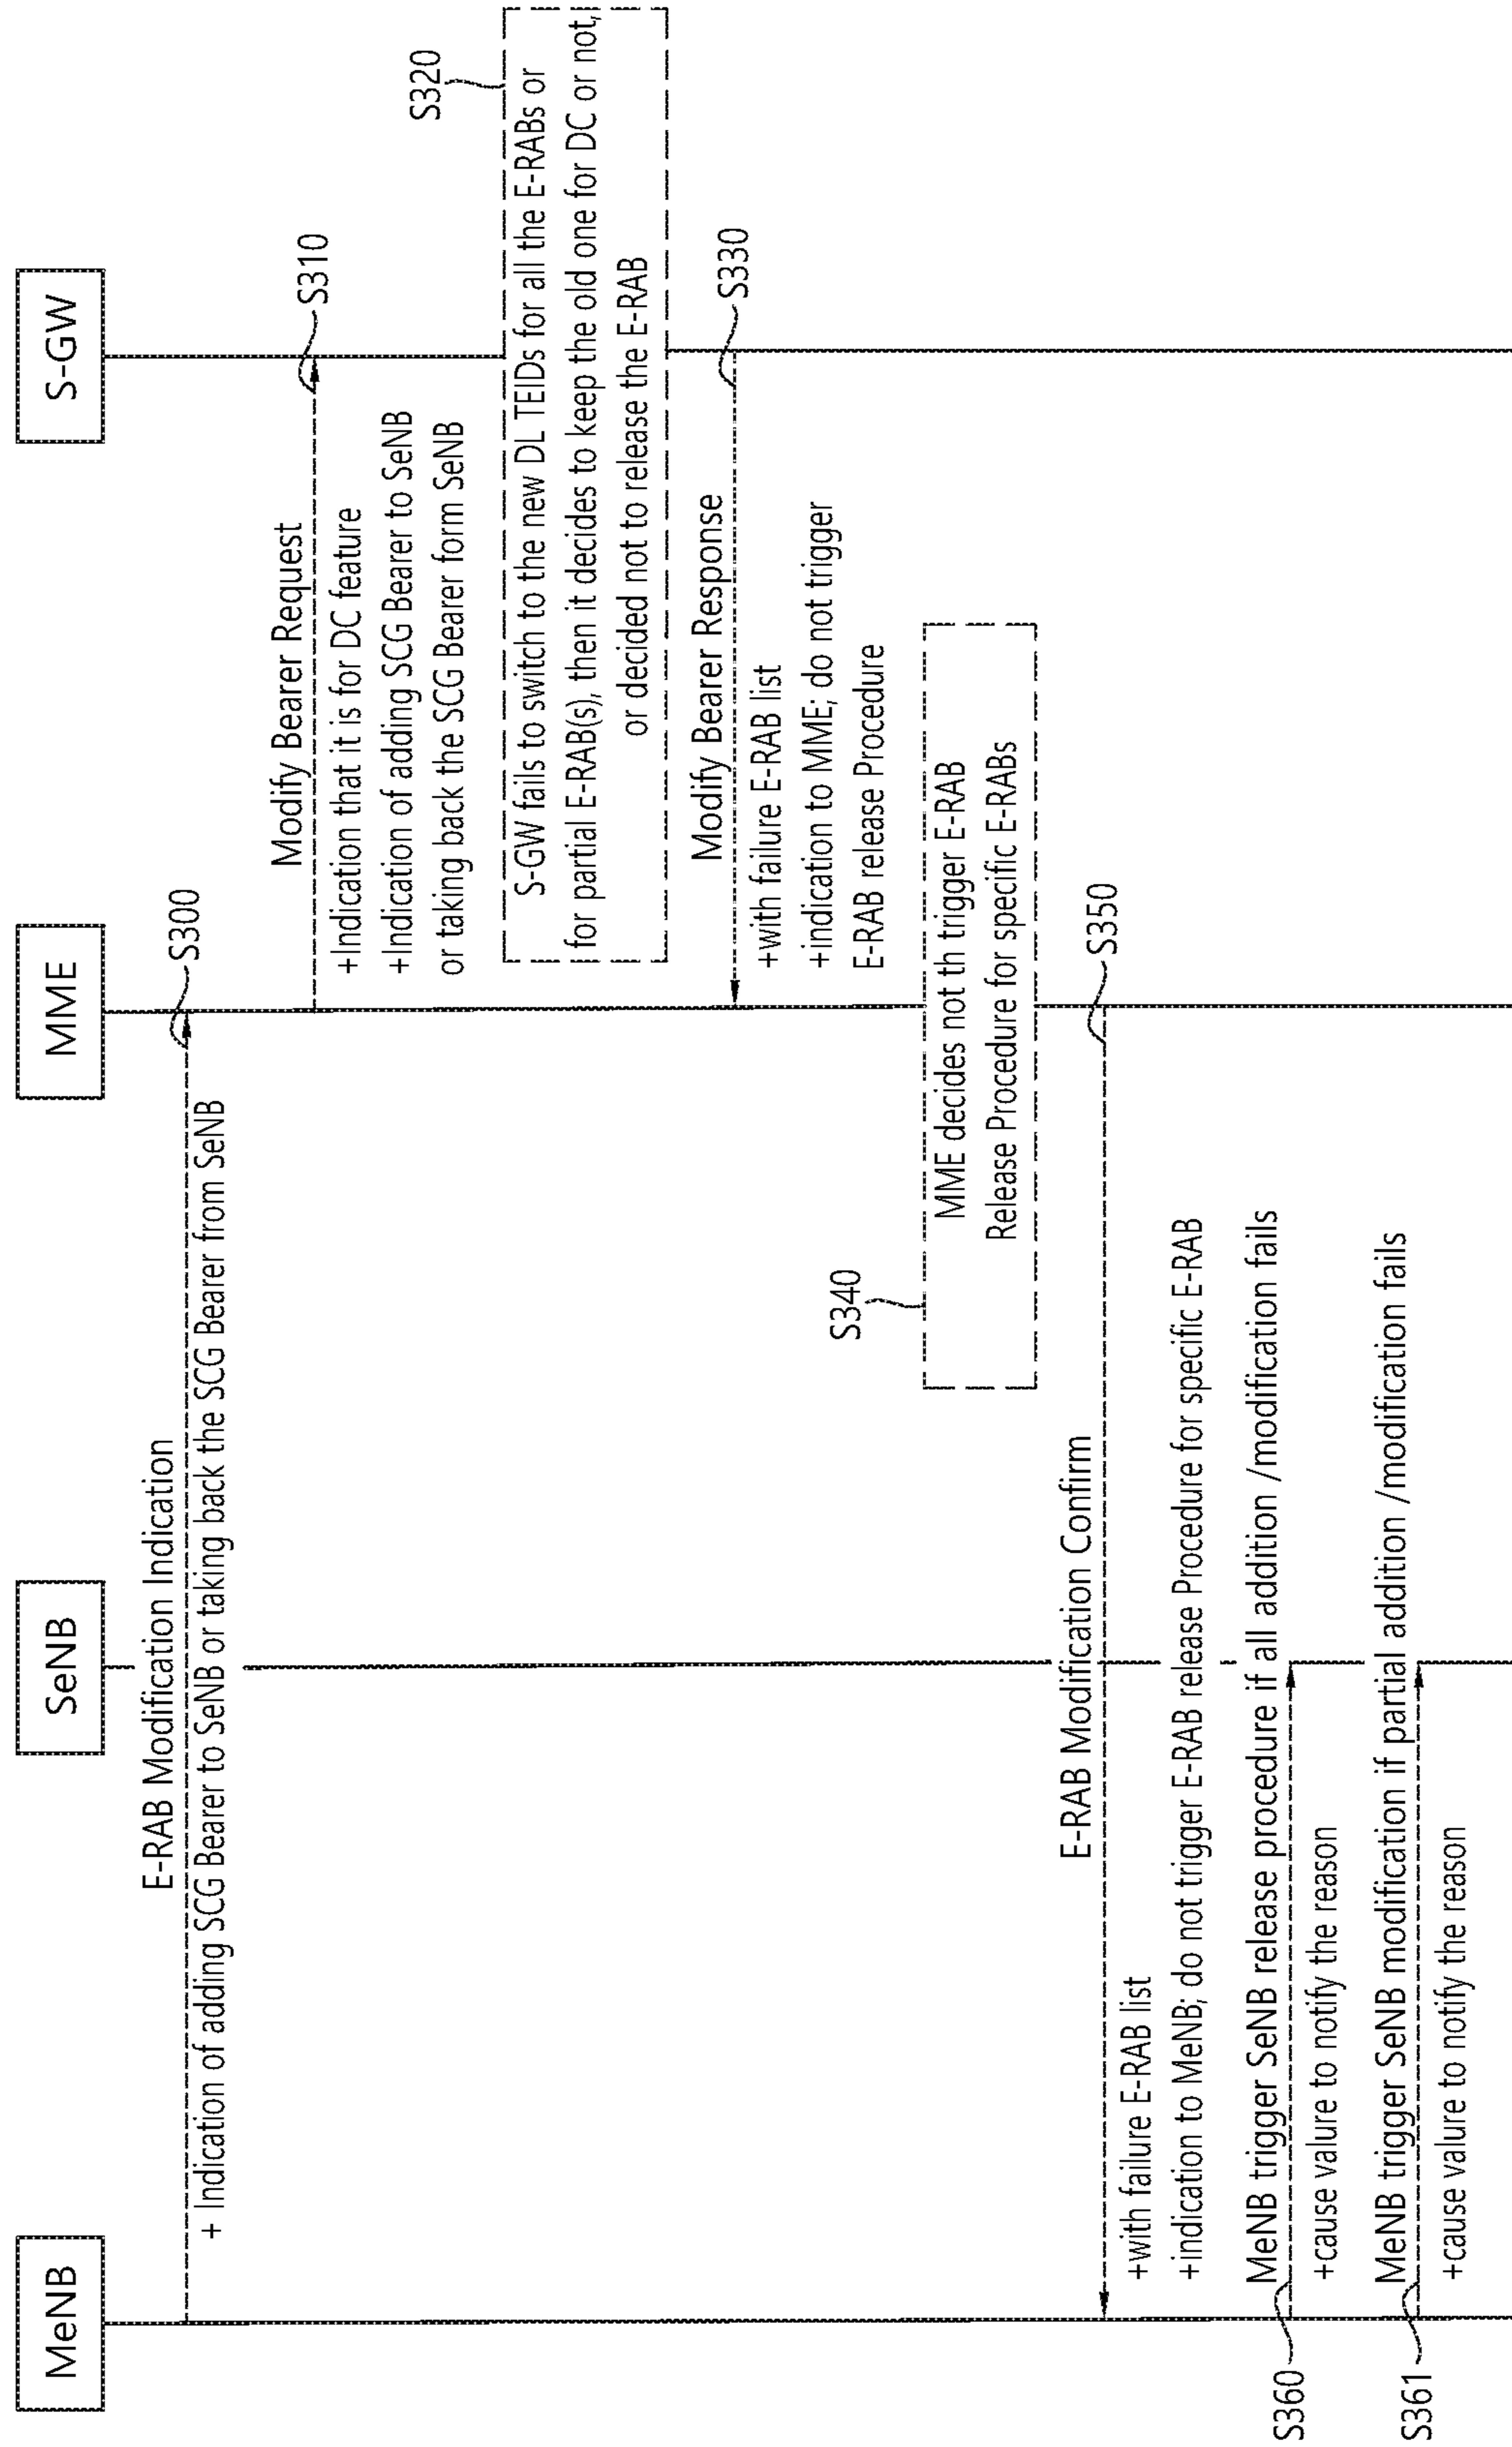 MeNB
SeNB
MME
S-GW
E-RAB Modification Indication
S300
+ Indication of adding SCG Bearer to SeNB or taking back the SCG Bearer from SeNB
Modify Bearer Request
S310
+Indication that it is for DC feature
+Indication of adding SCG Bearer to SeNB
or taking back the SCG Bearer form SeNB
S320
S-GW fails to switch to the new DL TEIDs for all the E-RABs or
for partial E-RAB(s), then it decides to keep the old one for DC or not,
or decided not to release the E-RAB
Modify Bearer Response
S330
+with failure E-RAB list
+indication to MME; do not trigger
E-RAB release Procedure
S340
MME decides not th trigger E-RAB
Release Procedure for specific E-RABs
E-RAB Modification Confirm
S350
+with failure E-RAB list
+indication to MeNB; do not trigger E-RAB release Procedure for specific E-RAB
MeNB trigger SeNB release procedure if all addition /modification fails
S360
+cause valure to notify the reason
MeNB trigger SeNB modification if partial addition /modification fails
S361
+cause value to notify the reason